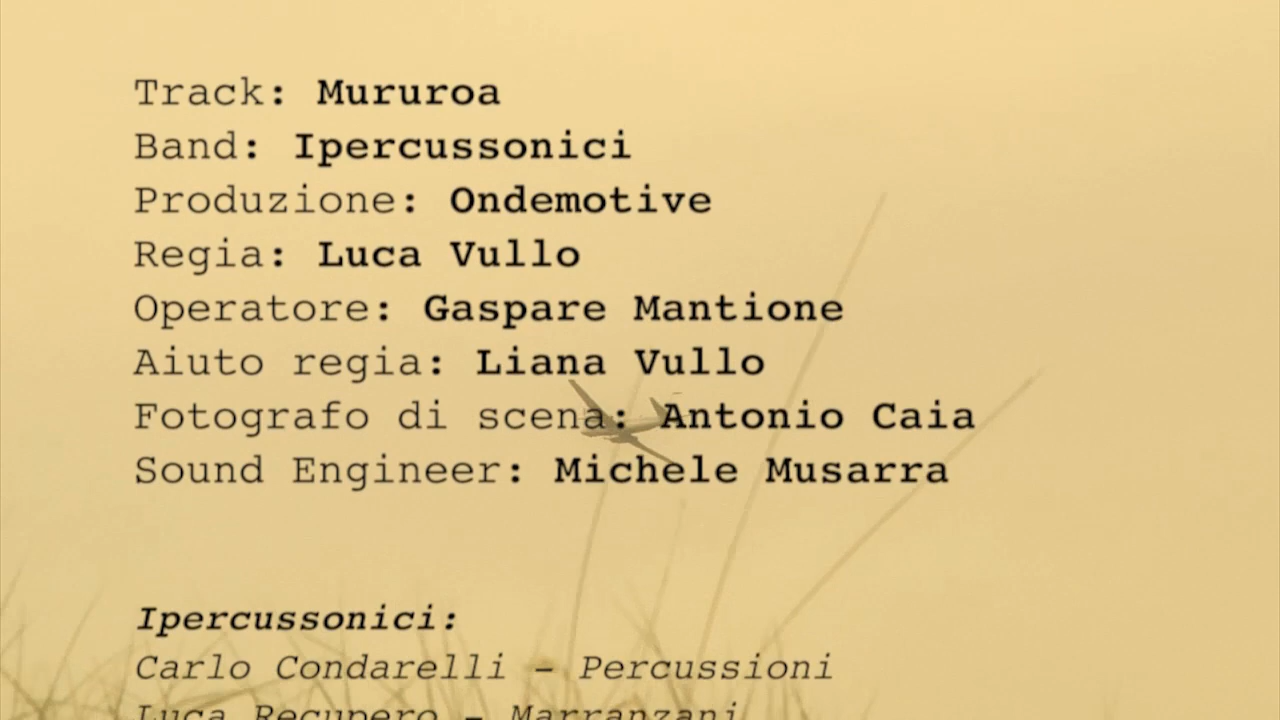 Track: Mururoa
Band: Ipercussonici
Produzione: Ondemotive
Regia: Luca Vullo
Operatore: Gaspare Mantione
Aiuto regia: Liana Vullo
Fotografo di scena: Antonio Caia
Sound Engineer: Michele Musarra
Ipercussonici:
Carlo Condarelli - Percussioni
Luca Recupero - Marranzani